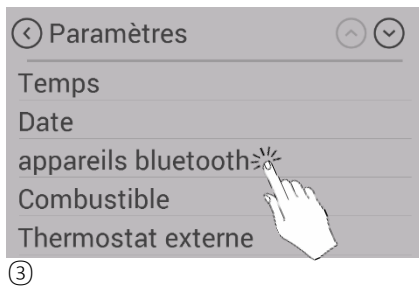 Paramètres
Temps
Date
appareils bluetooth
Combustible
Thermostat externe
3